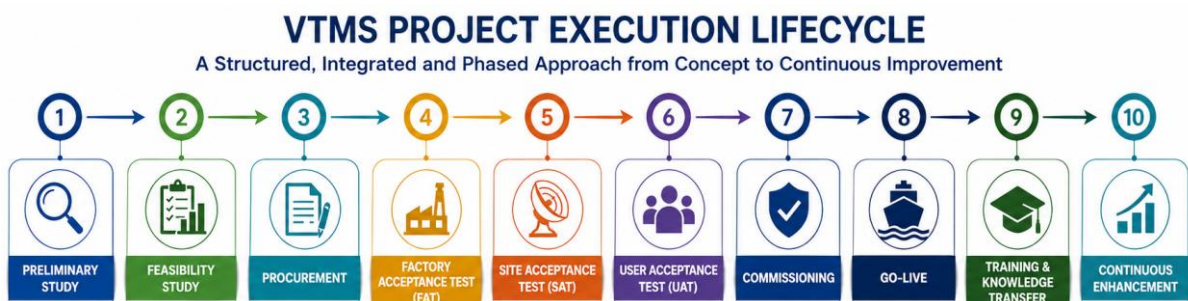 VTMS PROJECT EXECUTION LIFECYCLE
A Structured, Integrated and Phased Approach from Concept to Continuous Improvement
1
2
3
4
5
6
7
8
9
10
PRELIMINARY
STUDY
FEASIBILITY
STUDY
PROCUREMENT
FACTORY
ACCEPTANCE TEST
(FAT)
SITE ACCEPTANCE
TEST (SAT)
USER ACCEPTANCE
TEST (UAT)
COMMISSIONING
GO-LIVE
TRAINING &
KNOWLEDGE
TRANSFER
CONTINUOUS
ENHANCEMENT